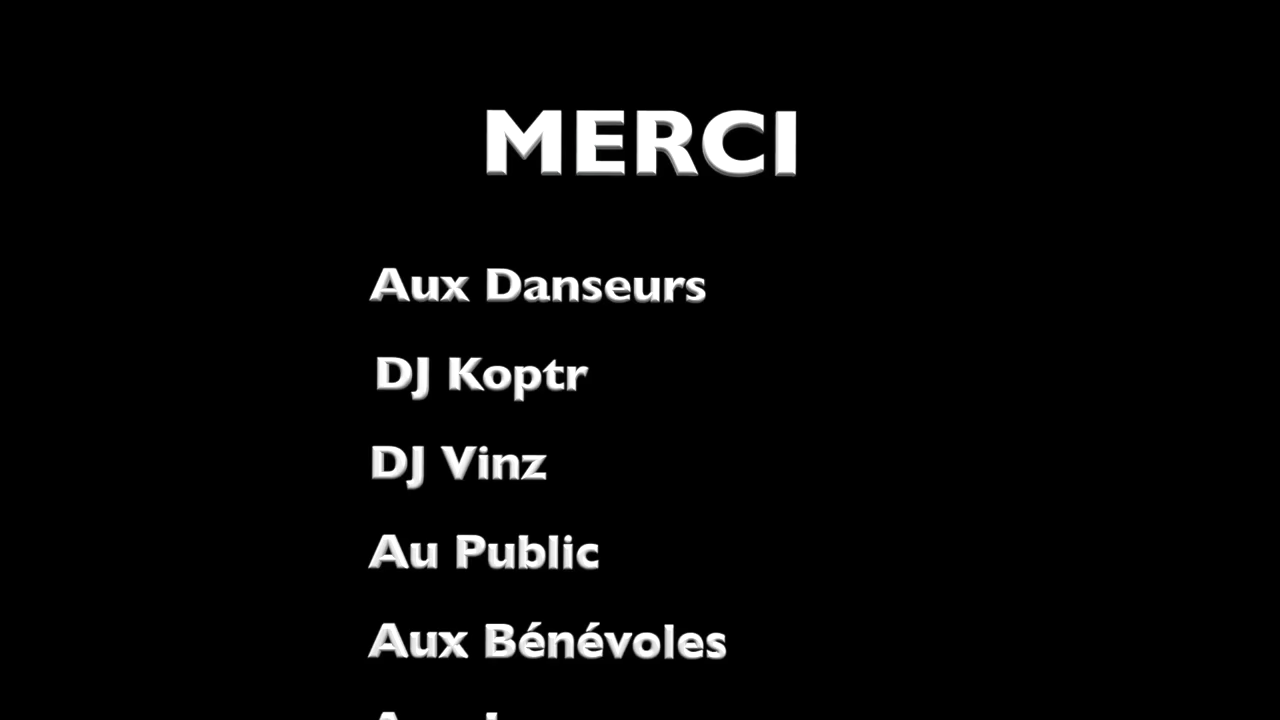 MERCI
Aux Danseurs
DJ Koptr
DJ Vinz
Au Public
Aux Bénévoles